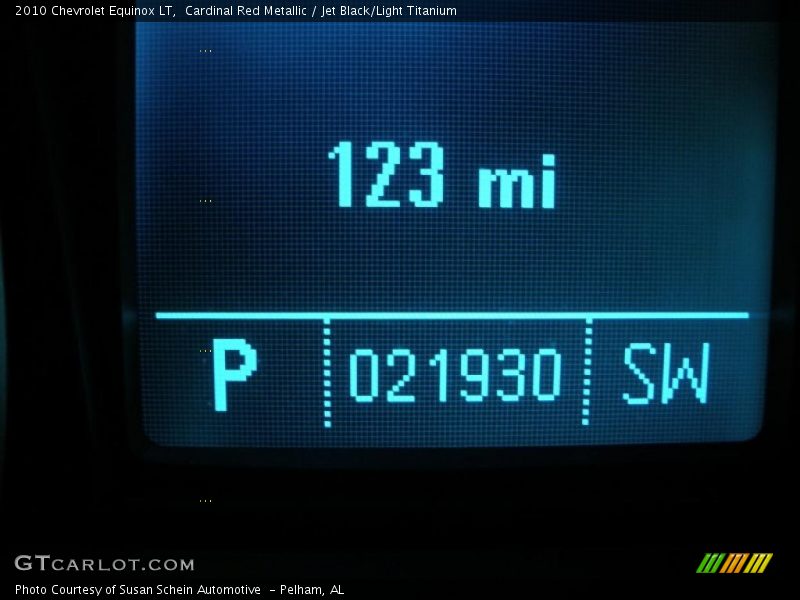 2010 Chevrolet Equinox LT,  Cardinal Red Metallic / Jet Black/Light Titanium
123 mi
P 021930 SW
GTCARLOT.COM
Photo Courtesy of Susan Schein Automotive  - Pelham, AL